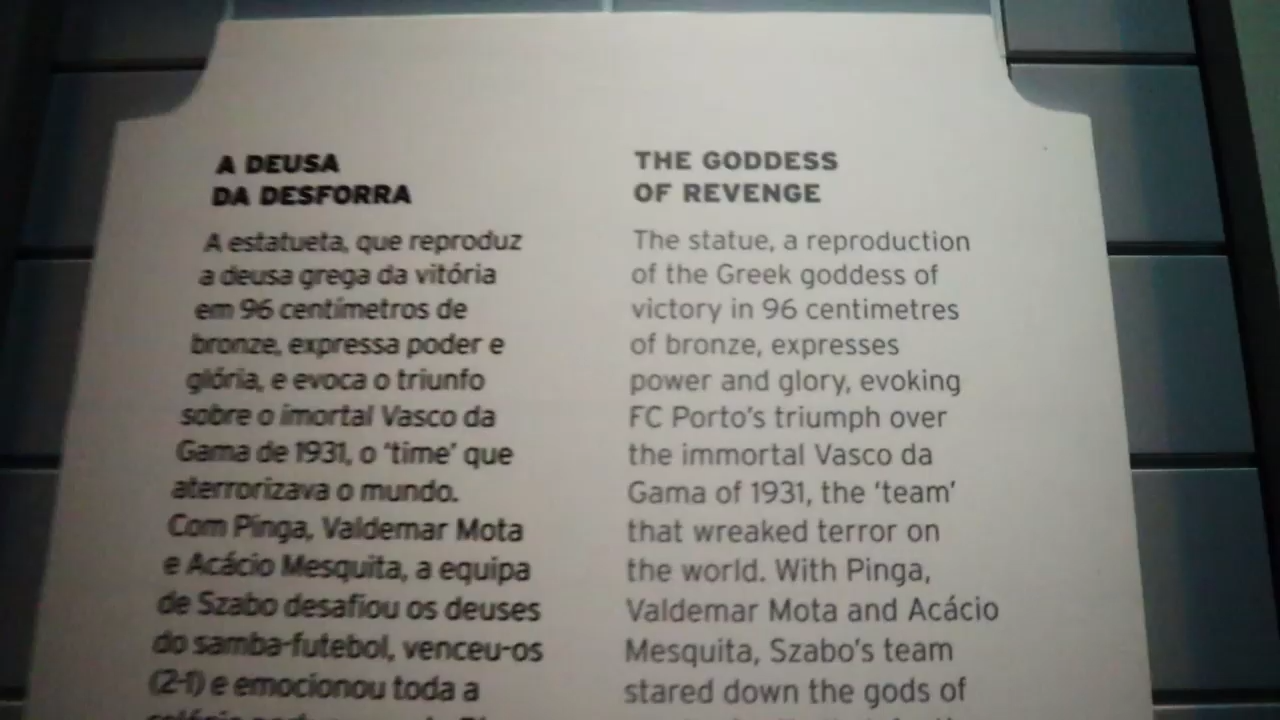 A DEUSA
DA DESFORRA
A estatueta, que reproduz
a deusa grega da vitória
em 96 centímetros de
bronze, expressa poder e
glória, e evoca o triunfo
sobre o imortal Vasco da
Gama de 1931, o 'time' que
aterrorizava o mundo.
Com Pinga, Valdemar Mota
e Acácio Mesquita, a equipa
de Szabo desafiou os deuses
do samba-futebol, venceu-os
(2-1) e emocionou toda a
THE GODDESS
OF REVENGE
The statue, a reproduction
of the Greek goddess of
victory in 96 centimetres
of bronze, expresses
power and glory, evoking
FC Porto's triumph over
the immortal Vasco da
Gama of 1931, the 'team'
that wreaked terror on
the world. With Pinga,
Valdemar Mota and Acácio
Mesquita, Szabo's team
stared down the gods of